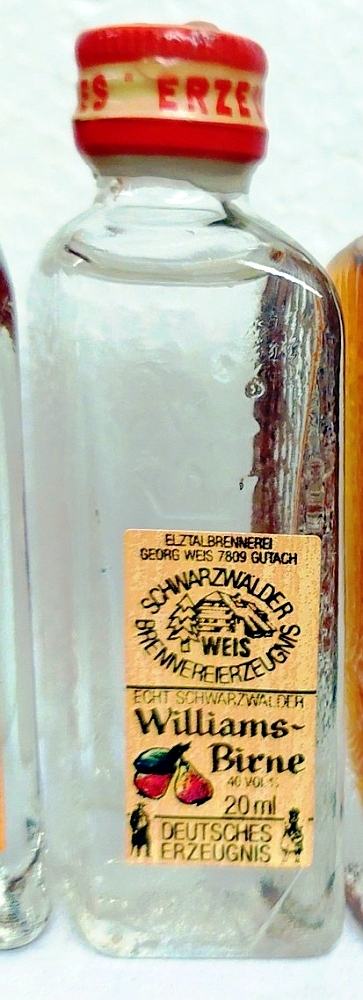 ES · ERZE
ELZTALBRENNEREI
GEORG WEIS 7809 GUTACH
SCHWARZWÄLDER
WEIS
BRENNEREIERZEUGNIS
ECHT SCHWARZWÄLDER
Williams-
Birne
40 VOL%
20 ml
DEUTSCHES
ERZEUGNIS